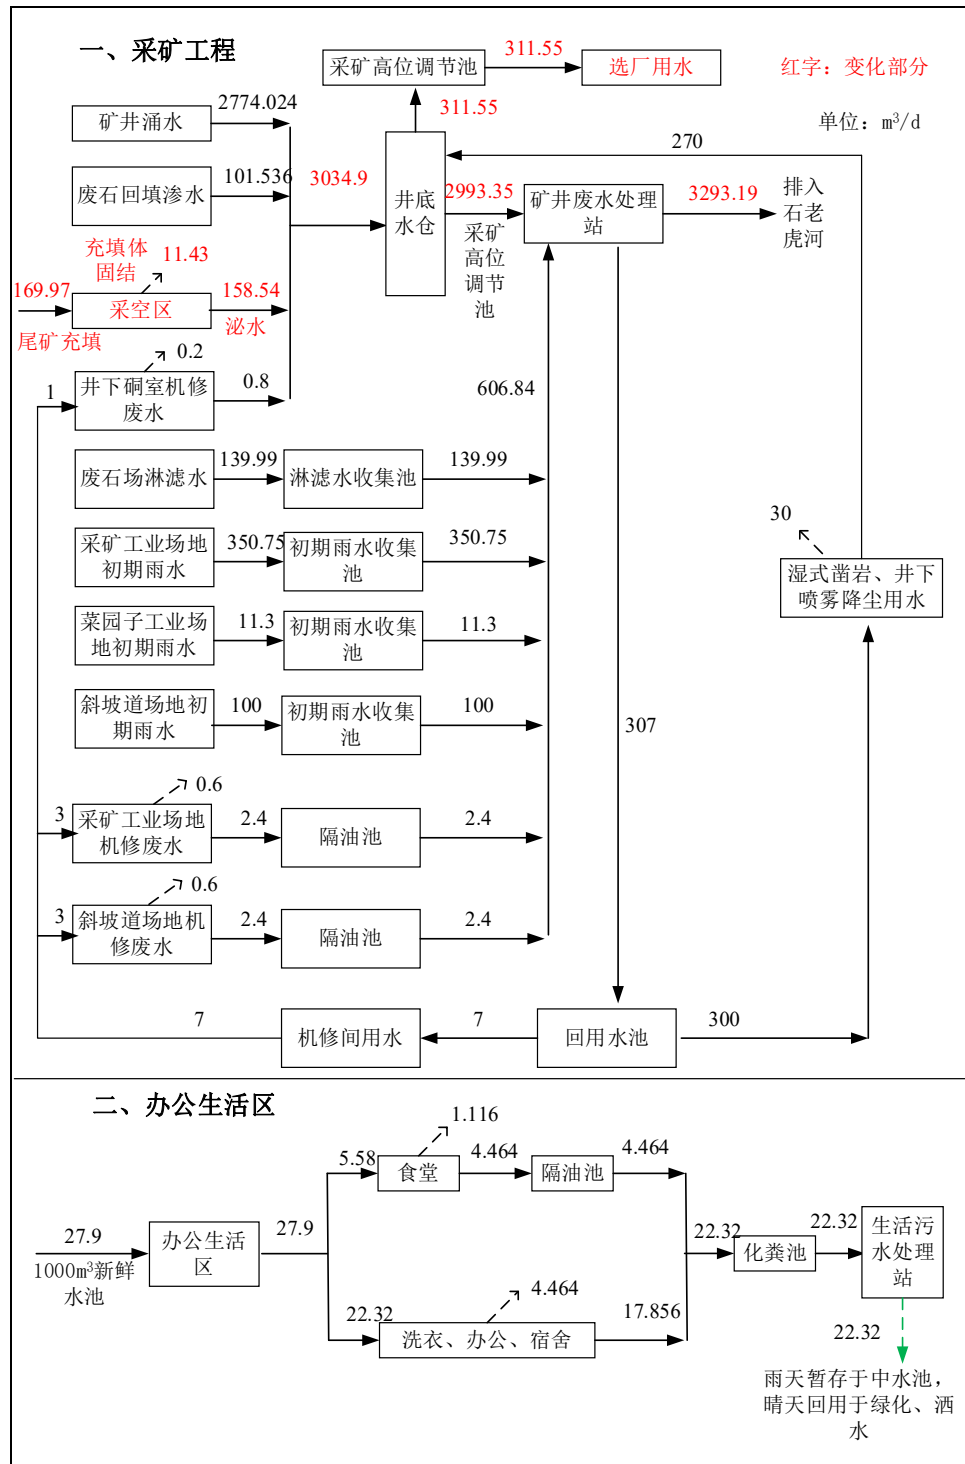 一、采矿工程
采矿高位调节池
311.55
选厂用水
红字：变化部分
单位：m³/d
311.55
270
矿井涌水
2774.024
废石回填渗水
101.536
3034.9
井底
水仓
2993.35
采矿
高位
调节
池
矿井废水处理
站
3293.19
排入
石老
虎河
充填体
固结
11.43
169.97
尾矿充填
采空区
158.54
泌水
0.2
1
井下硐室机修
废水
0.8
606.84
废石场淋滤水
139.99
淋滤水收集池
139.99
采矿工业场地
初期雨水
350.75
初期雨水收集
池
350.75
30
湿式凿岩、井下
喷雾降尘用水
菜园子工业场
地初期雨水
11.3
初期雨水收集
池
11.3
斜坡道场地初
期雨水
100
初期雨水收集
池
100
307
0.6
3
采矿工业场地
机修废水
2.4
隔油池
2.4
0.6
3
斜坡道场地机
修废水
2.4
隔油池
2.4
7
机修间用水
7
回用水池
300
二、办公生活区
1.116
5.58
食堂
4.464
隔油池
4.464
27.9
1000m³新鲜
水池
办公生活
区
27.9
22.32
化粪池
22.32
生活污
水处理
站
4.464
22.32
洗衣、办公、宿舍
17.856
22.32
雨天暂存于中水池，
晴天回用于绿化、洒
水